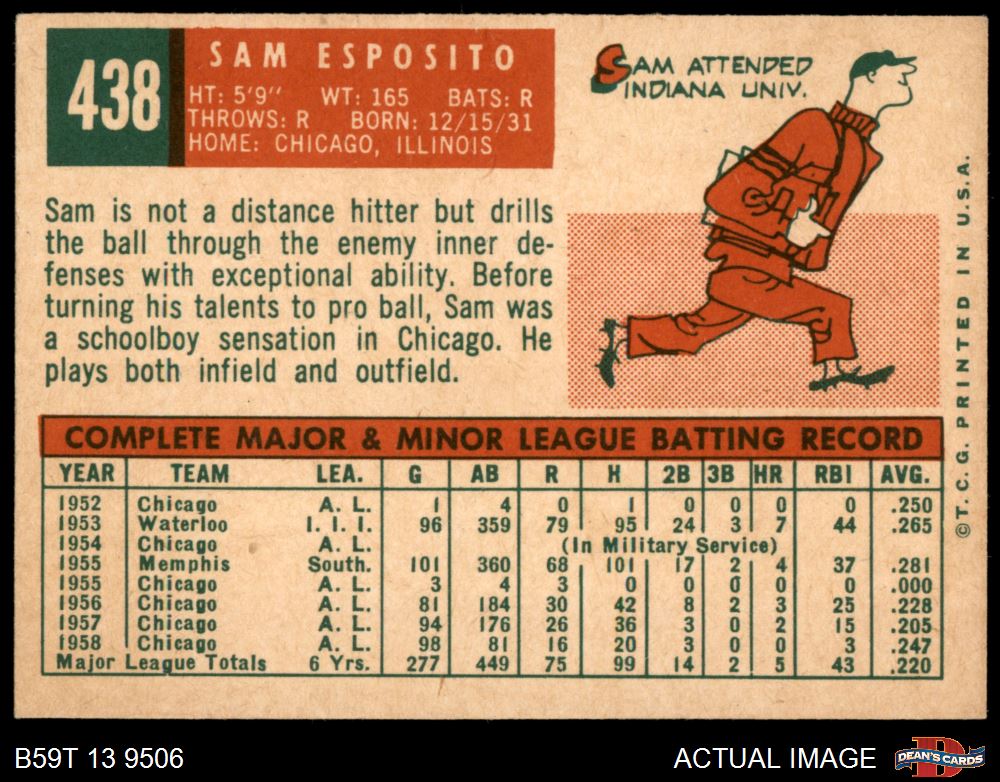 438
SAM ESPOSITO
HT: 5'9" WT: 165 BATS: R
THROWS: R BORN: 12/15/31
HOME: CHICAGO, ILLINOIS
SAM ATTENDED
INDIANA UNIV.
Sam is not a distance hitter but drills
the ball through the enemy inner de-
fenses with exceptional ability. Before
turning his talents to pro ball, Sam was
a schoolboy sensation in Chicago. He
plays both infield and outfield.
©T. C. G. PRINTED IN U.S.A.
COMPLETE MAJOR & MINOR LEAGUE BATTING RECORD
YEAR TEAM LEA. G AB R H 2B 3B HR RBI AVG.
1952 Chicago A. L. 1 4 0 1 0 0 0 0 .250
1953 Waterloo I. I. I. 96 359 79 95 24 3 7 44 .265
1954 Chicago A. L. (In Military Service)
1955 Memphis South. 101 360 68 101 17 2 4 37 .281
1955 Chicago A. L. 3 4 3 0 0 0 0 0 .000
1956 Chicago A. L. 81 184 30 42 8 2 3 25 .228
1957 Chicago A. L. 94 176 26 36 3 0 2 15 .205
1958 Chicago A. L. 98 81 16 20 3 0 0 3 .247
Major League Totals 6 Yrs. 277 449 75 99 14 2 5 43 .220
B59T 13 9506
ACTUAL IMAGE
D
DEAN'S CARDS